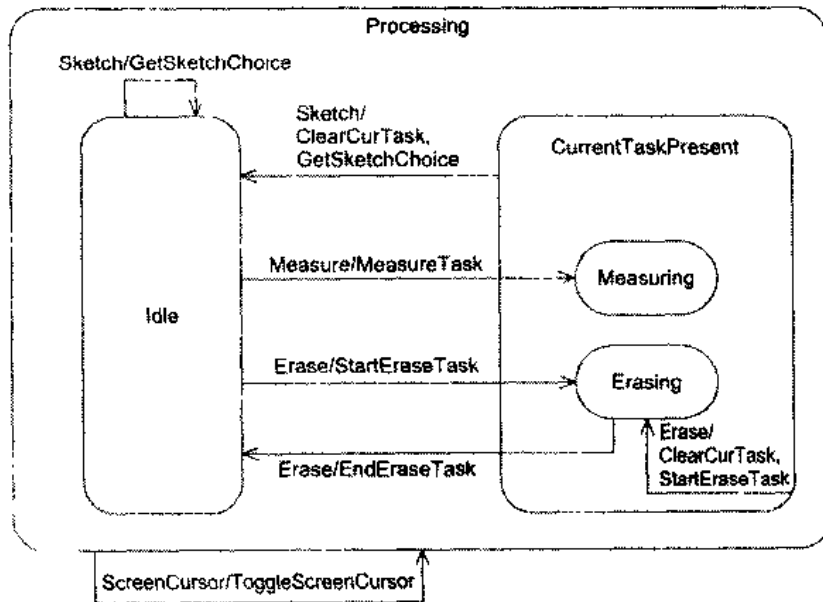 Processing
Sketch/GetSketchChoice
Sketch/
ClearCurTask,
GetSketchChoice
CurrentTaskPresent
Measure/MeasureTask
Measuring
Idle
Erase/StartEraseTask
Erasing
Erase/
ClearCurTask,
StartEraseTask
Erase/EndEraseTask
ScreenCursor/ToggleScreenCursor